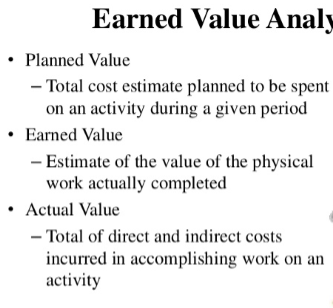 Earned Value Analy
• Planned Value
– Total cost estimate planned to be spent
on an activity during a given period
• Earned Value
– Estimate of the value of the physical
work actually completed
• Actual Value
– Total of direct and indirect costs
incurred in accomplishing work on an
activity